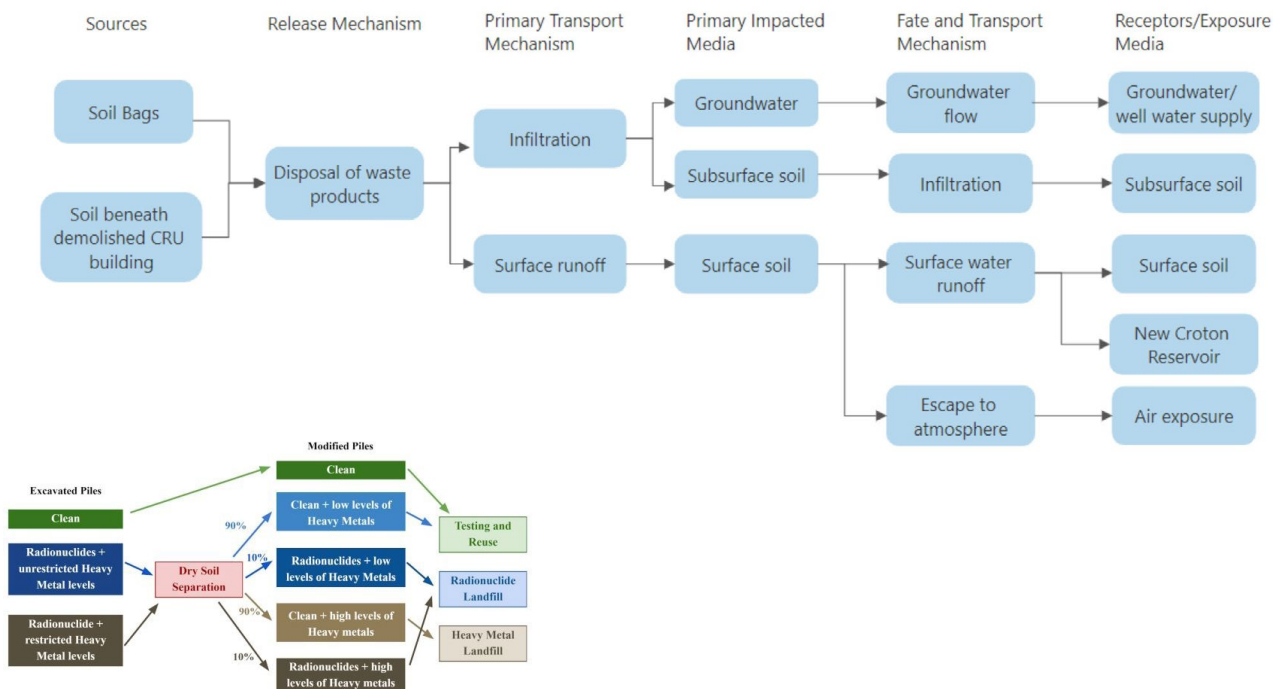 Sources
Release Mechanism
Primary Transport
Mechanism
Primary Impacted
Media
Fate and Transport
Mechanism
Receptors/Exposure
Media
Soil Bags
Soil beneath
demolished CRU
building
Disposal of waste
products
Infiltration
Surface runoff
Groundwater
Subsurface soil
Surface soil
Groundwater
flow
Infiltration
Surface water
runoff
Escape to
atmosphere
Groundwater/
well water supply
Subsurface soil
Surface soil
New Croton
Reservoir
Air exposure
Excavated Piles
Clean
Radionuclides +
unrestricted Heavy
Metal levels
Radionuclide +
restricted Heavy
Metal levels
Dry Soil
Separation
90%
10%
90%
10%
Modified Piles
Clean
Clean + low levels of
Heavy Metals
Radionuclides + low
levels of Heavy Metals
Clean + high levels of
Heavy metals
Radionuclides + high
levels of Heavy metals
Testing and
Reuse
Radionuclide
Landfill
Heavy Metal
Landfill